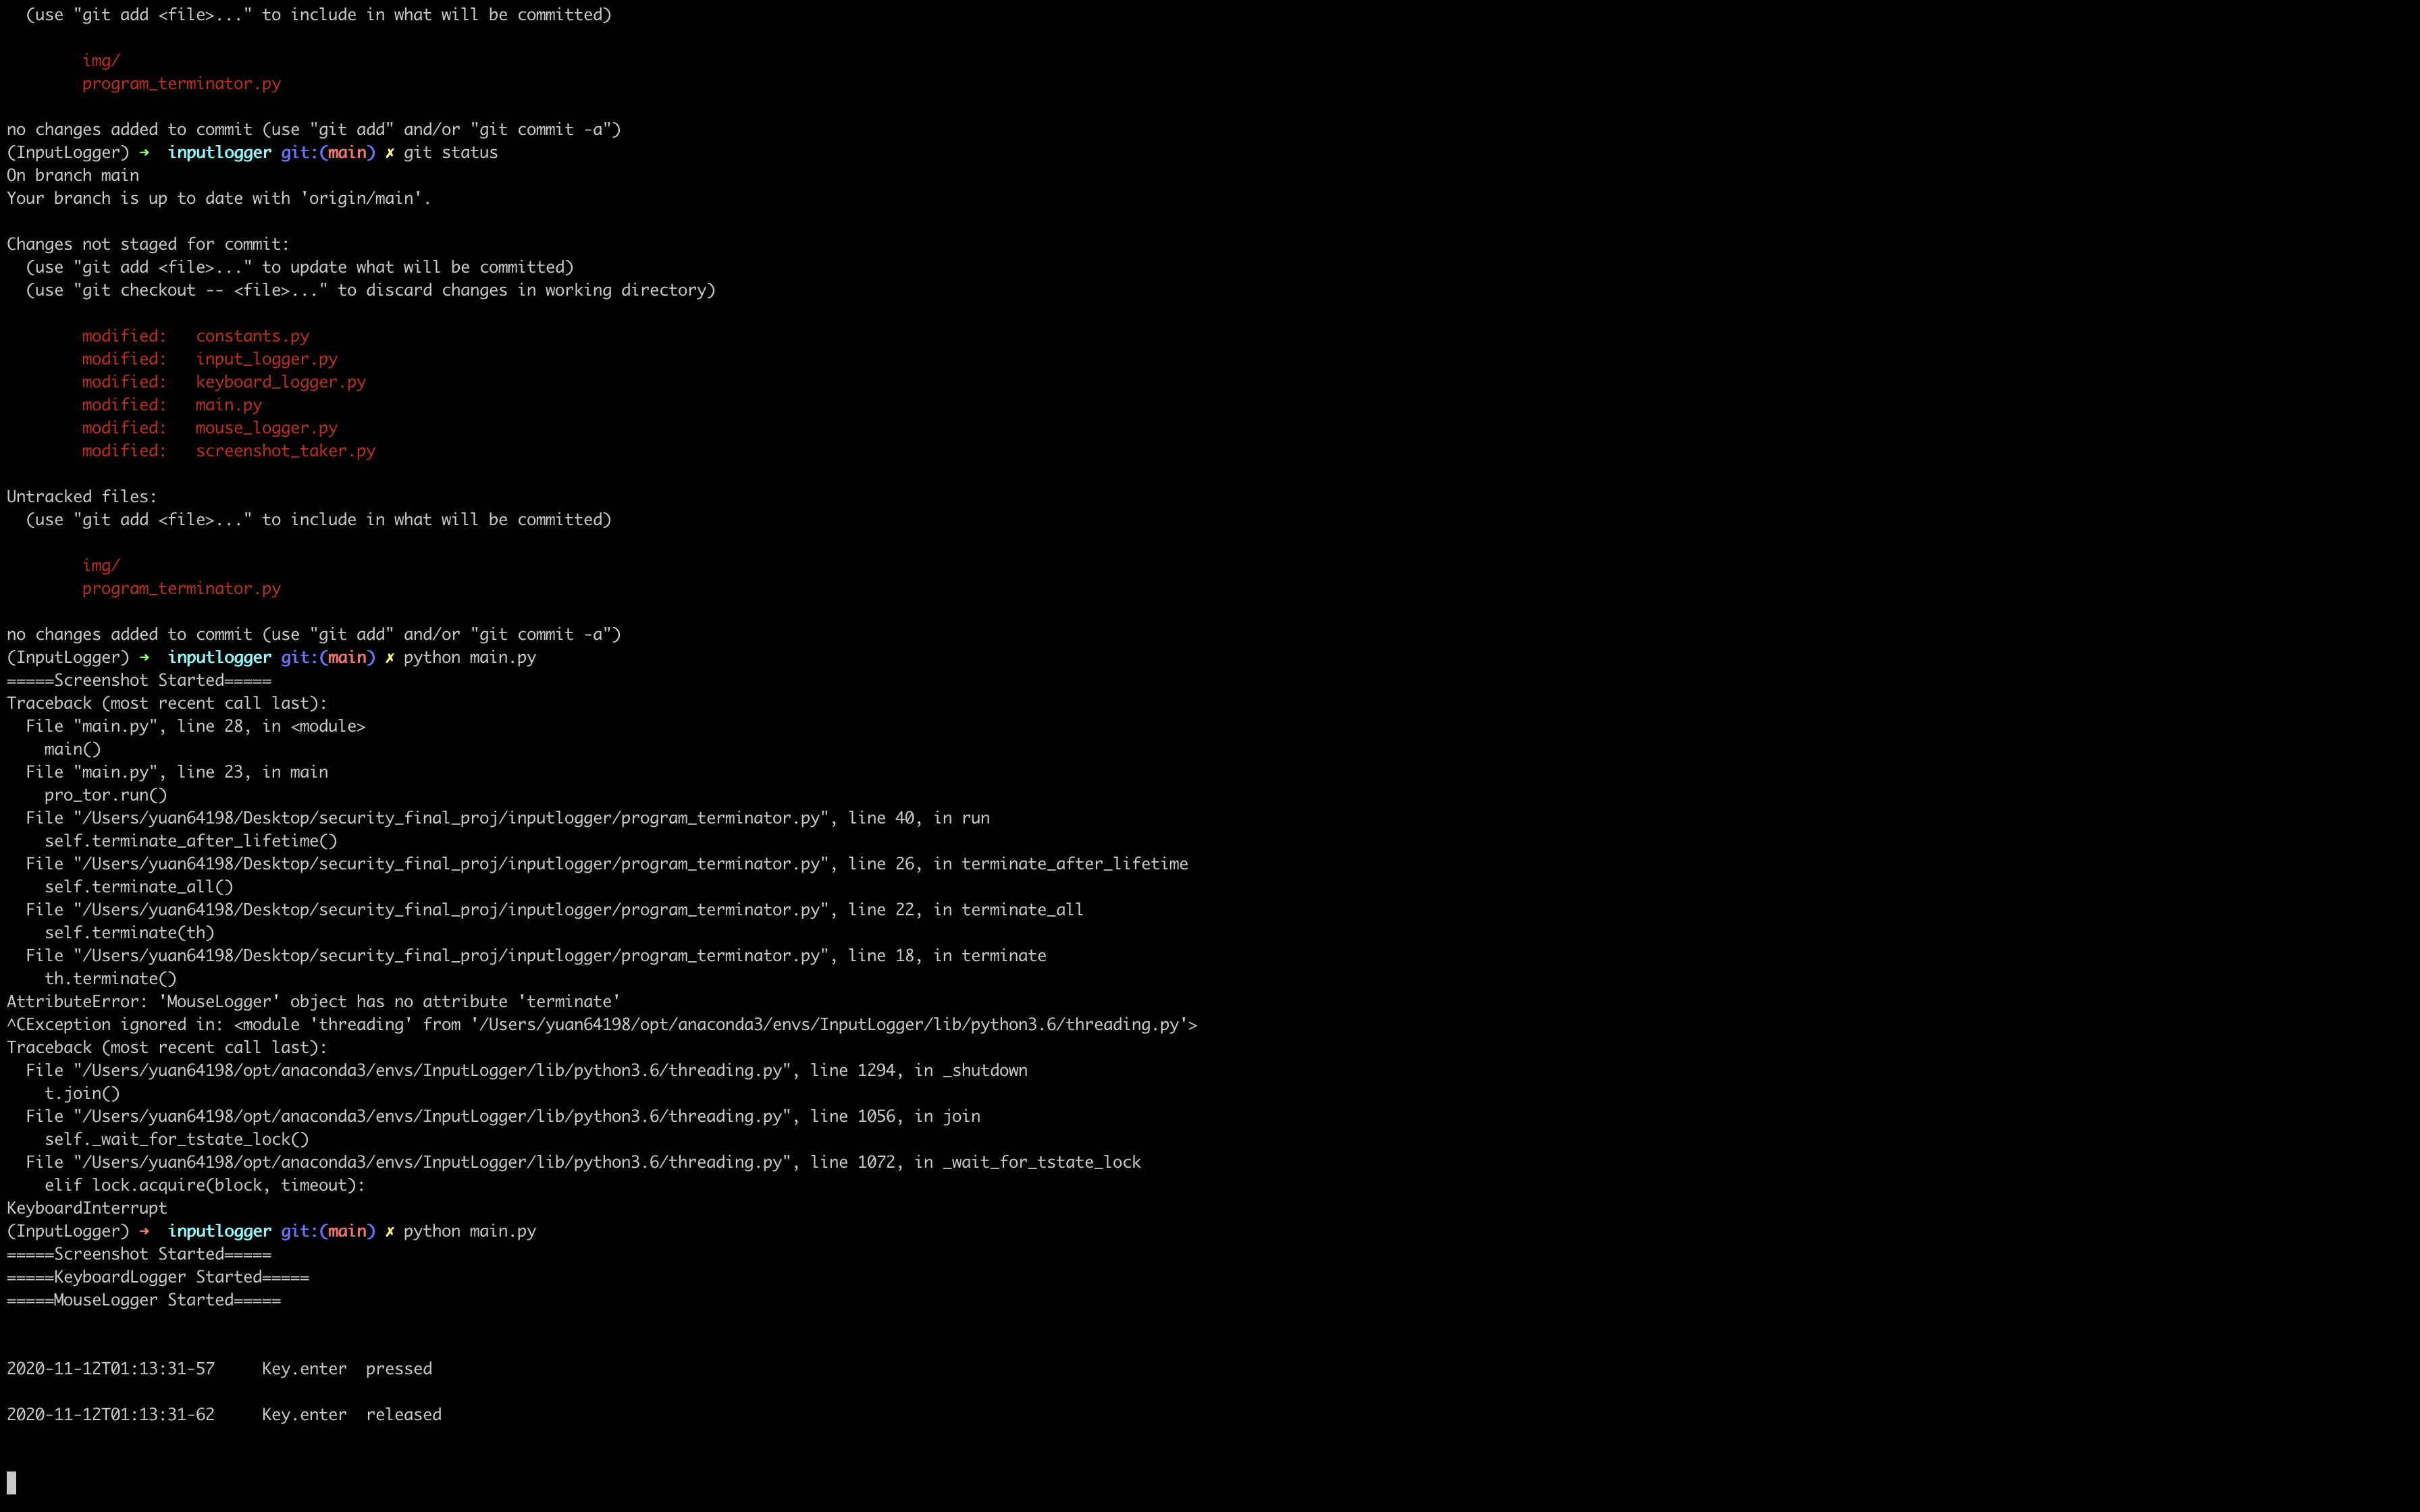 (use "git add <file>..." to include in what will be committed)

        img/
        program_terminator.py

no changes added to commit (use "git add" and/or "git commit -a")
(InputLogger) ➜  inputlogger git:(main) ✗ git status
On branch main
Your branch is up to date with 'origin/main'.

Changes not staged for commit:
  (use "git add <file>..." to update what will be committed)
  (use "git checkout -- <file>..." to discard changes in working directory)

        modified:   constants.py
        modified:   input_logger.py
        modified:   keyboard_logger.py
        modified:   main.py
        modified:   mouse_logger.py
        modified:   screenshot_taker.py

Untracked files:
  (use "git add <file>..." to include in what will be committed)

        img/
        program_terminator.py

no changes added to commit (use "git add" and/or "git commit -a")
(InputLogger) ➜  inputlogger git:(main) ✗ python main.py
=====Screenshot Started=====
Traceback (most recent call last):
  File "main.py", line 28, in <module>
    main()
  File "main.py", line 23, in main
    pro_tor.run()
  File "/Users/yuan64198/Desktop/security_final_proj/inputlogger/program_terminator.py", line 40, in run
    self.terminate_after_lifetime()
  File "/Users/yuan64198/Desktop/security_final_proj/inputlogger/program_terminator.py", line 26, in terminate_after_lifetime
    self.terminate_all()
  File "/Users/yuan64198/Desktop/security_final_proj/inputlogger/program_terminator.py", line 22, in terminate_all
    self.terminate(th)
  File "/Users/yuan64198/Desktop/security_final_proj/inputlogger/program_terminator.py", line 18, in terminate
    th.terminate()
AttributeError: 'MouseLogger' object has no attribute 'terminate'
^CException ignored in: <module 'threading' from '/Users/yuan64198/opt/anaconda3/envs/InputLogger/lib/python3.6/threading.py'>
Traceback (most recent call last):
  File "/Users/yuan64198/opt/anaconda3/envs/InputLogger/lib/python3.6/threading.py", line 1294, in _shutdown
    t.join()
  File "/Users/yuan64198/opt/anaconda3/envs/InputLogger/lib/python3.6/threading.py", line 1056, in join
    self._wait_for_tstate_lock()
  File "/Users/yuan64198/opt/anaconda3/envs/InputLogger/lib/python3.6/threading.py", line 1072, in _wait_for_tstate_lock
    elif lock.acquire(block, timeout):
KeyboardInterrupt
(InputLogger) ➜  inputlogger git:(main) ✗ python main.py
=====Screenshot Started=====
=====KeyboardLogger Started=====
=====MouseLogger Started=====

2020-11-12T01:13:31-57     Key.enter  pressed

2020-11-12T01:13:31-62     Key.enter  released